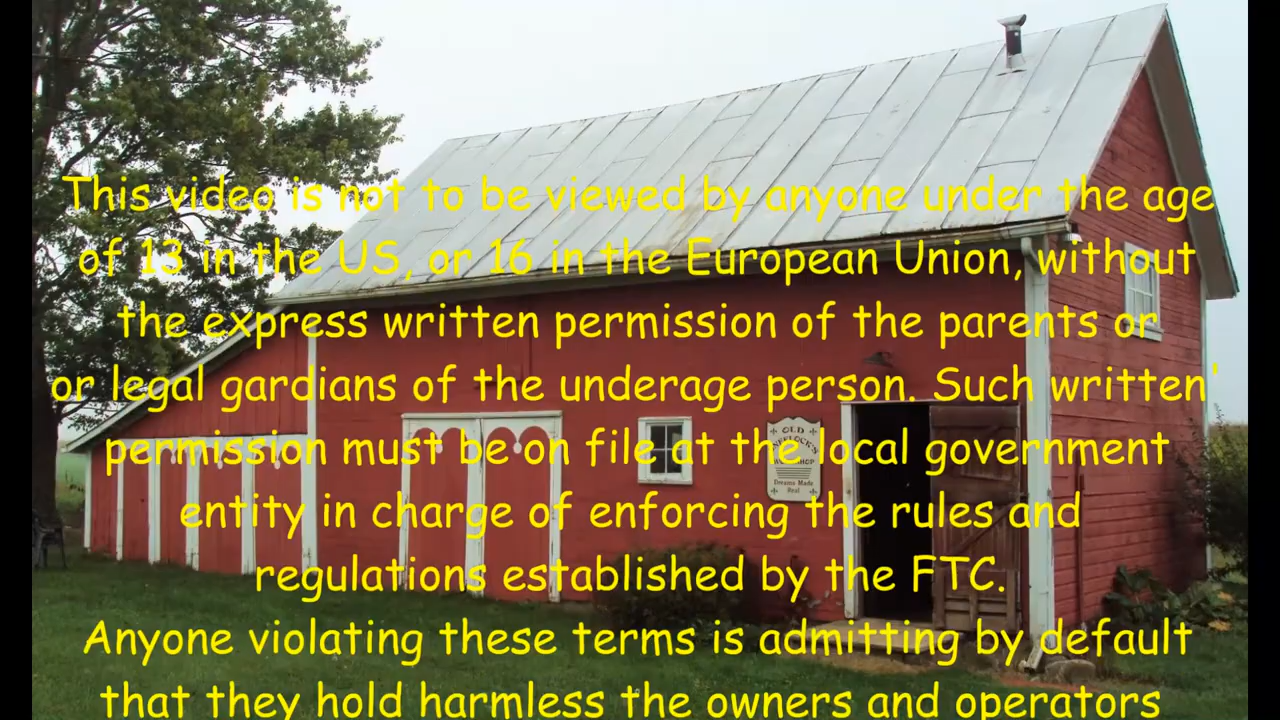 This video is not to be viewed by anyone under the age
of 13 in the US, or 16 in the European Union, without
the express written permission of the parents or
or legal gardians of the underage person. Such written'
permission must be on file at the local government
entity in charge of enforcing the rules and
regulations established by the FTC.
Anyone violating these terms is admitting by default
that they hold harmless the owners and operators
OLD
Dreams Made
Real